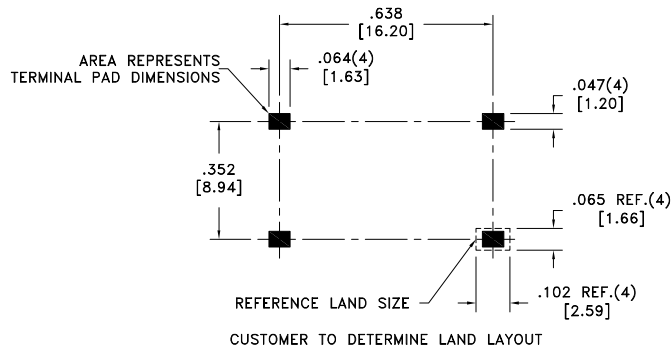 .638
[16.20]
AREA REPRESENTS
TERMINAL PAD DIMENSIONS
.064(4)
[1.63]
.047(4)
[1.20]
.352
[8.94]
.065 REF.(4)
[1.66]
REFERENCE LAND SIZE
.102 REF.(4)
[2.59]
CUSTOMER TO DETERMINE LAND LAYOUT